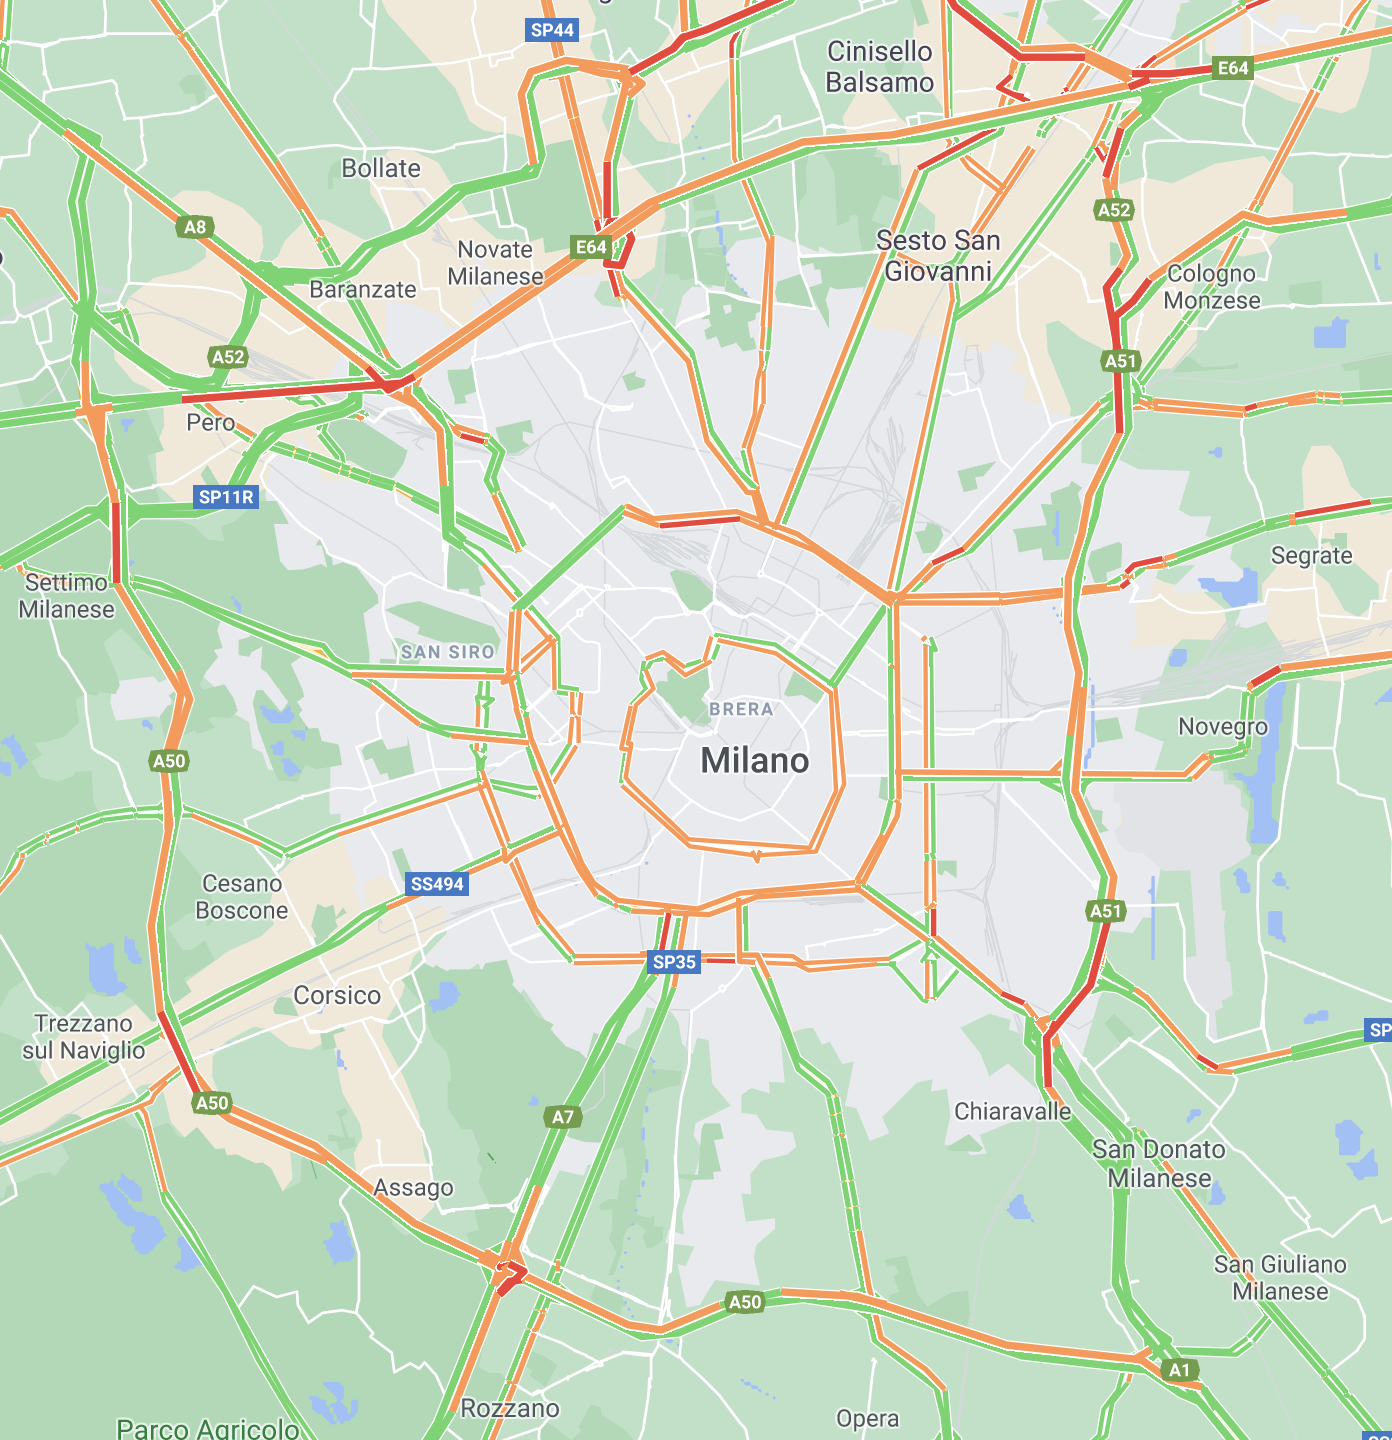 SP44
Cinisello
Balsamo
E64
Bollate
A8
A52
Novate
Milanese
E64
Sesto San
Giovanni
Cologno
Monzese
Baranzate
A52
A51
Pero
SP11R
Segrate
Settimo
Milanese
SAN SIRO
BRERA
Novegro
Milano
A50
Cesano
Boscone
SS494
A51
SP35
Corsico
Trezzano
sul Naviglio
SP
A50
A7
Chiaravalle
San Donato
Milanese
Assago
San Giuliano
Milanese
A50
A1
Rozzano
Opera
Parco Agricolo